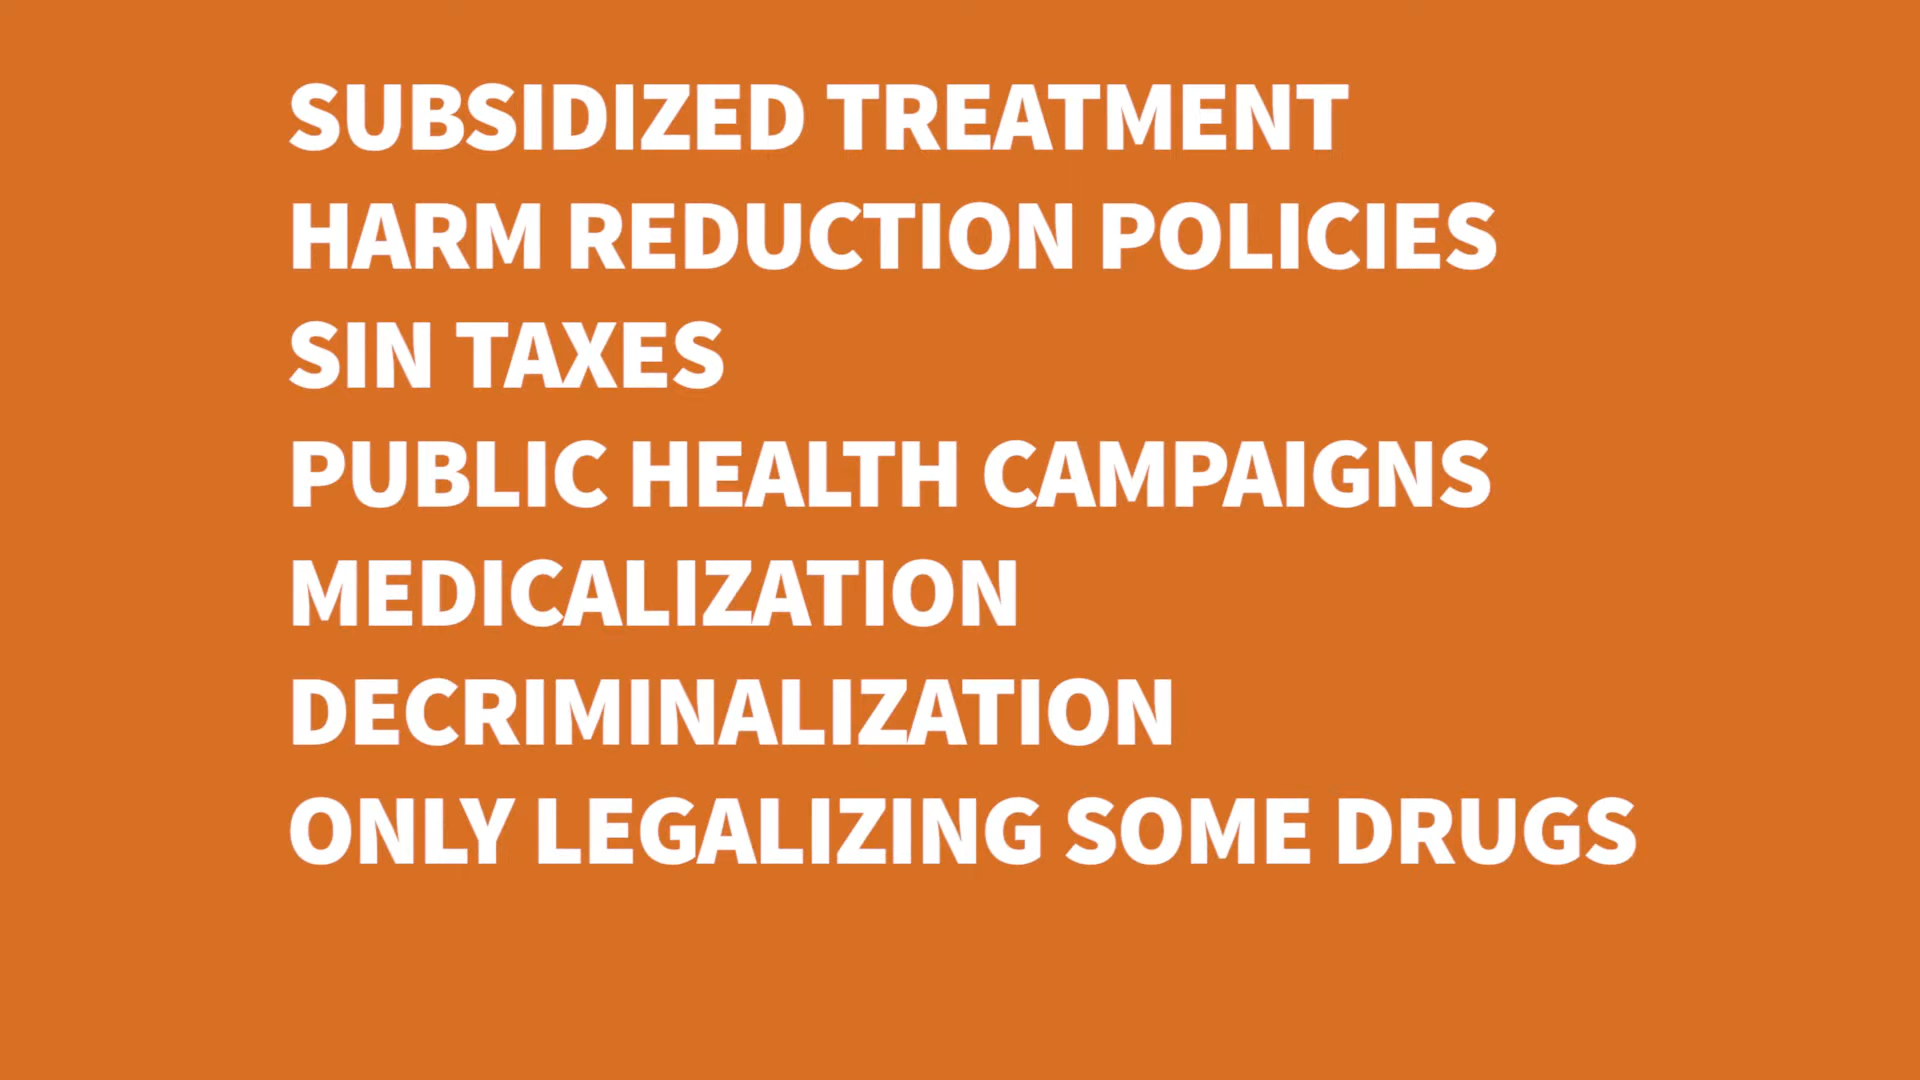 SUBSIDIZED TREATMENT
HARM REDUCTION POLICIES
SIN TAXES
PUBLIC HEALTH CAMPAIGNS
MEDICALIZATION
DECRIMINALIZATION
ONLY LEGALIZING SOME DRUGS